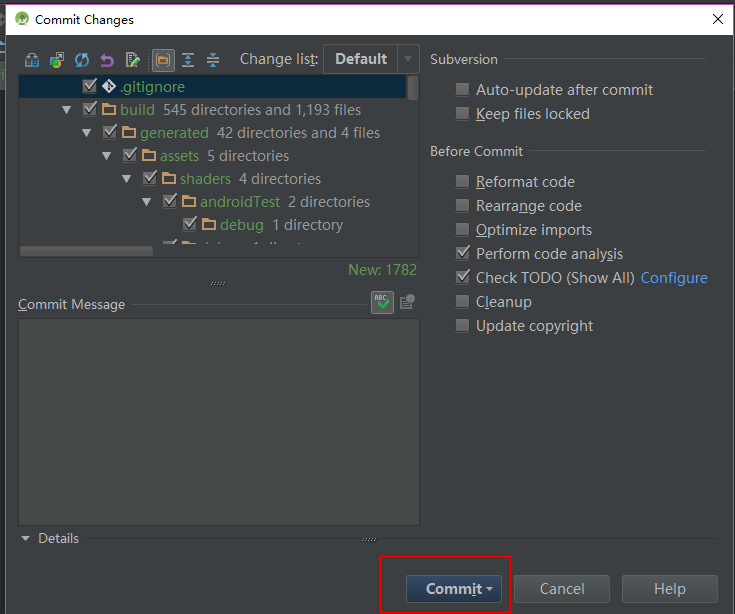 Commit Changes
Change list: Default
.gitignore
build 545 directories and 1,193 files
generated 42 directories and 4 files
assets 5 directories
shaders 4 directories
androidTest 2 directories
debug 1 directory
New: 1782
Commit Message
ABC
Details
Subversion
Auto-update after commit
Keep files locked
Before Commit
Reformat code
Rearrange code
Optimize imports
Perform code analysis
Check TODO (Show All) Configure
Cleanup
Update copyright
Commit
Cancel
Help